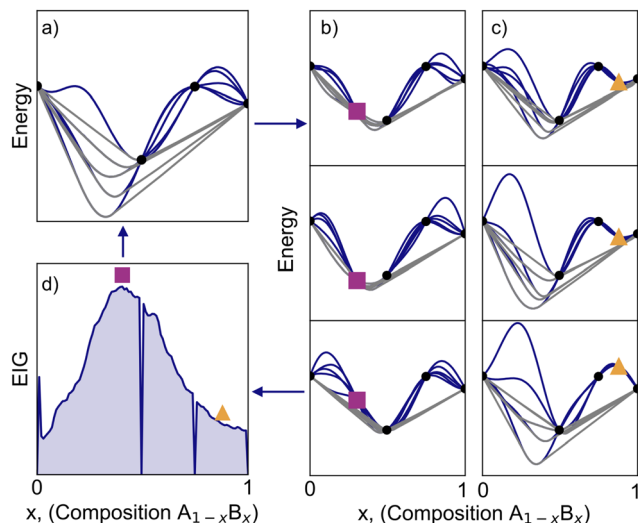 a)
b)
c)
Energy
Energy
d)
EIG
0
1
0
1
0
1
x, (Composition A₁₋ₓBₓ)
x, (Composition A₁₋ₓBₓ)